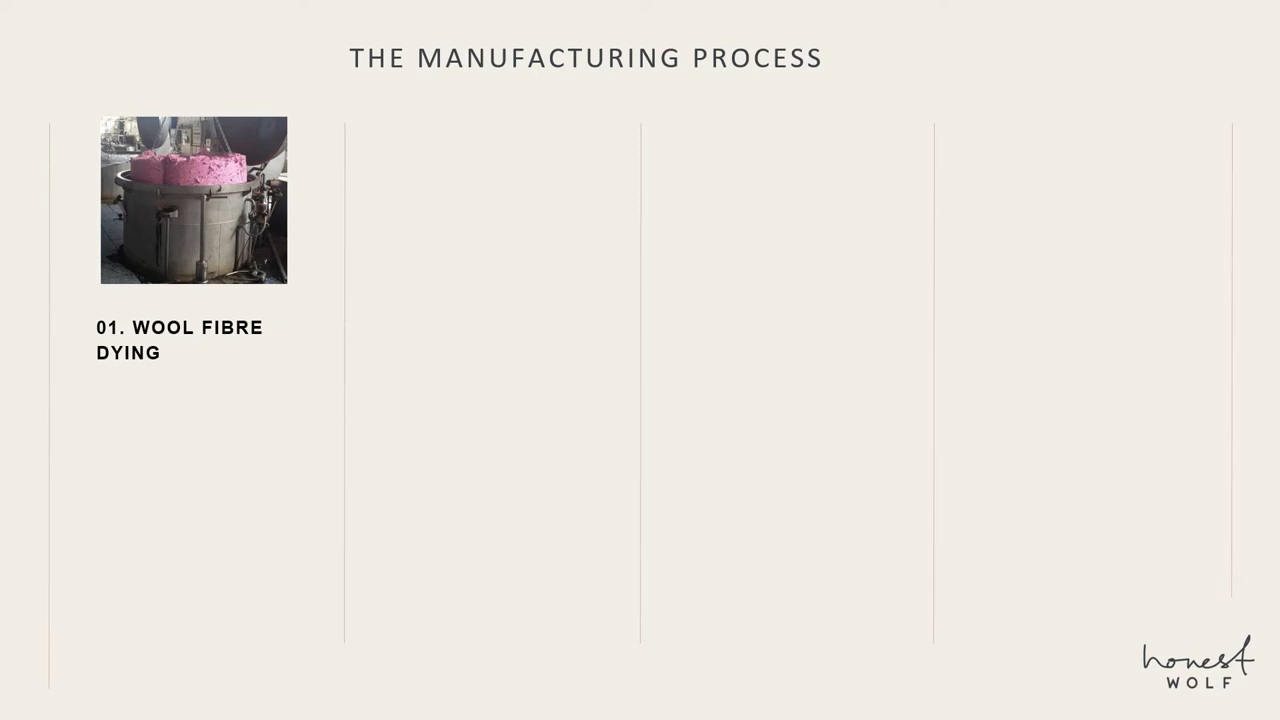 THE MANUFACTURING PROCESS
01. WOOL FIBRE
DYING
honest
WOLF